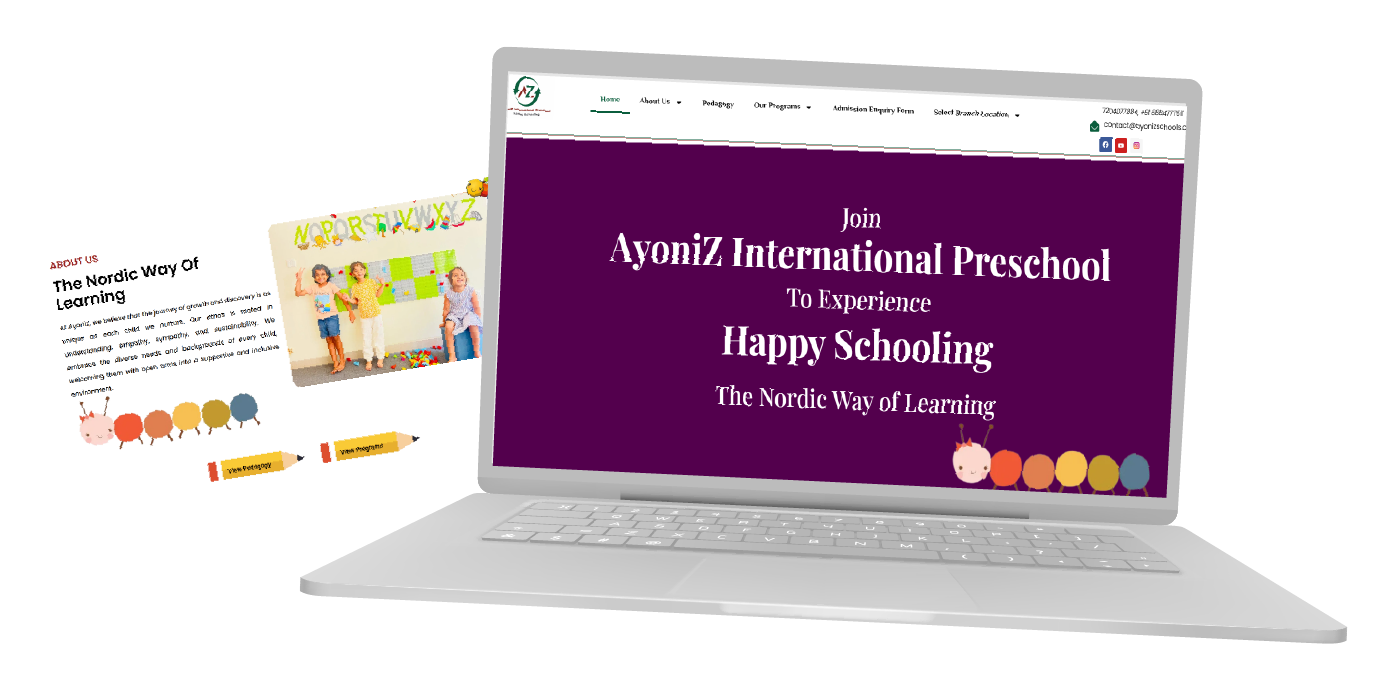 ABOUT US
The Nordic Way Of
Learning
At Ayoniz, we believe that the journey of growth and discovery is as
unique as each child we nurture. Our ethos is rooted in
understanding, empathy, sympathy, and sustainability. We
embrace the diverse needs and backgrounds of every child,
welcoming them with open arms into a supportive and inclusive
environment.
View Pedagogy
View Programs
NOPQRSTUVWXYZ
AZ
Home
About Us
Pedagogy
Our Programs
Admission Enquiry Form
Select Branch Location
contact@ayonizschools.c
Join
AyoniZ International Preschool
To Experience
Happy Schooling
The Nordic Way of Learning